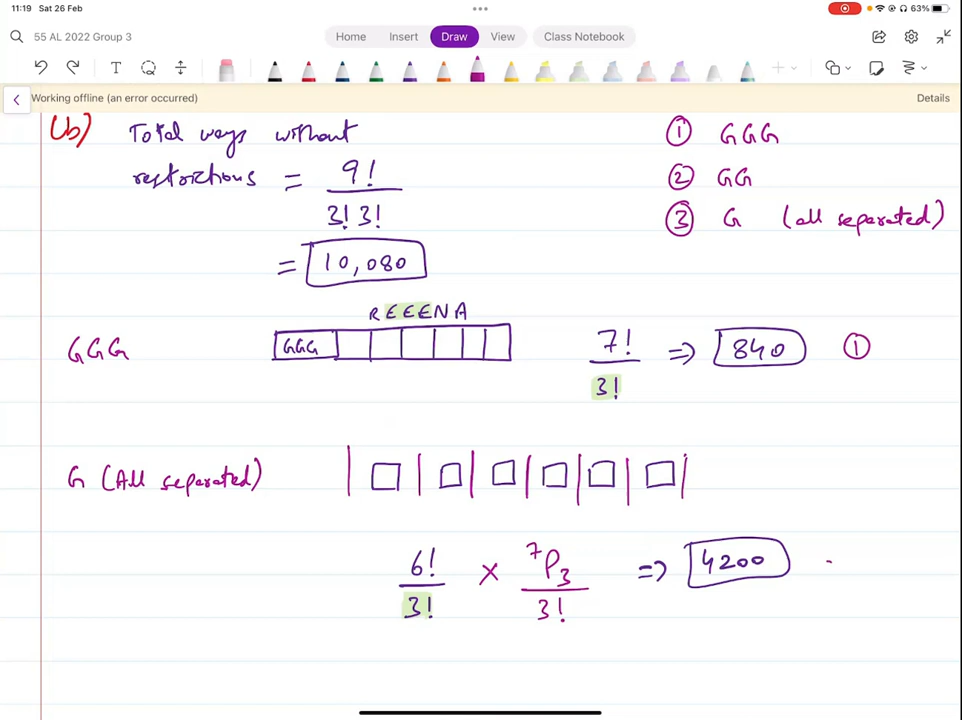 11:19 Sat 26 Feb
63%
55 AL 2022 Group 3
Home Insert Draw View Class Notebook
Working offline (an error occurred) Details
(b) Total ways without
restrictions = 9! / 3! 3!
= 10,080
① GGG
② GG
③ G (all separated)
REEENA
GGG GGG 7! / 3! => 840 ①
G (All separated)
6! / 3! × ⁷P₃ / 3! => 4200